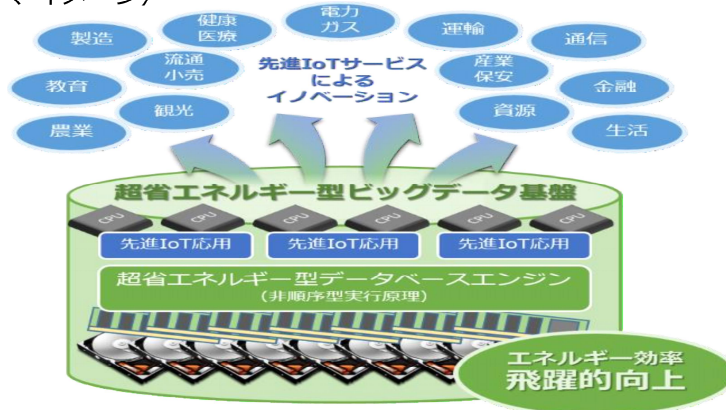 イメージ)
電力
ガス
健康
医療
運輸
製造
通信
流通
小売
先進IoTサービス
による
イノベーション
産業
保安
教育
金融
観光
資源
農業
生活
超省エネルギー型ビッグデータ基盤
CPU
CPU
CPU
CPU
CPU
CPU
先進IoT応用
先進IoT応用
先進IoT応用
超省エネルギー型データベースエンジン
(非順序型実行原理)
エネルギー効率
飛躍的向上